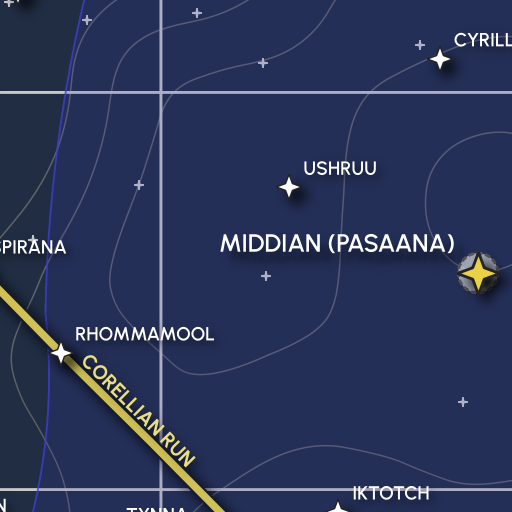 CYRILL
USHRUU
MIDDIAN (PASAANA)
SPIRANA
RHOMMAMOOL
CORELLIAN RUN
IKTOTCH
TYNNA
N